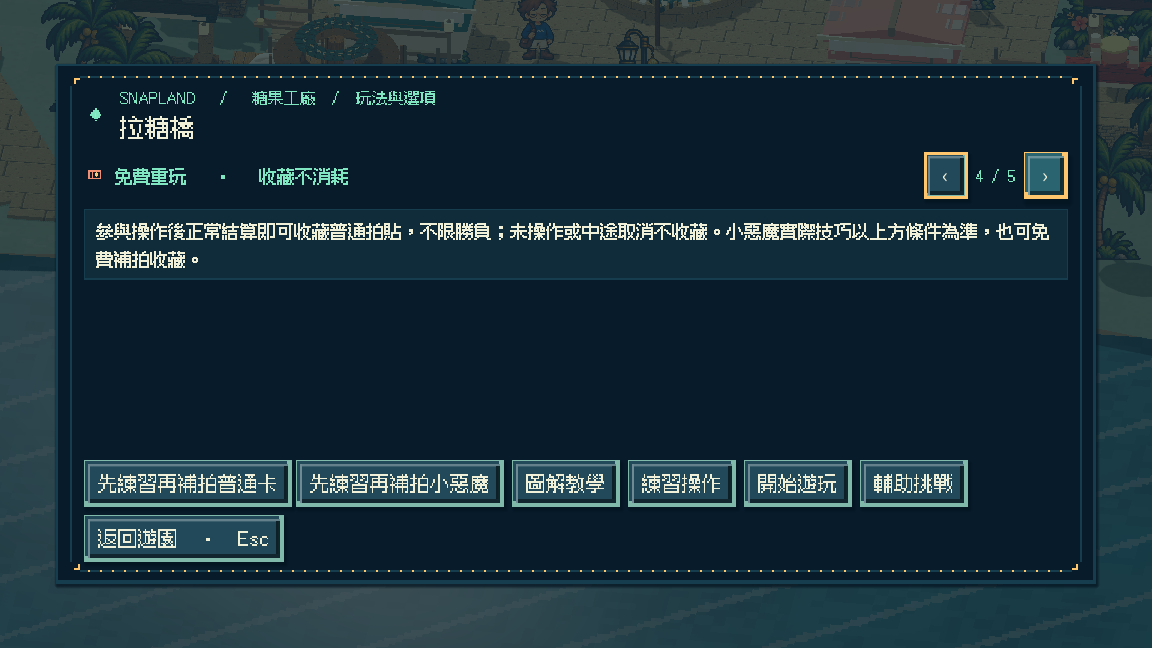 SNAPLAND / 糖果工廠 / 玩法與選項
拉糖橋
免費重玩 · 收藏不消耗
‹ 4 / 5 ›
參與操作後正常結算即可收藏普通拍貼，不限勝負；未操作或中途取消不收藏。小惡魔實際技巧以上方條件為準，也可免
費補拍收藏。
先練習再補拍普通卡 先練習再補拍小惡魔 圖解教學 練習操作 開始遊玩 輔助挑戰
返回遊園 · Esc